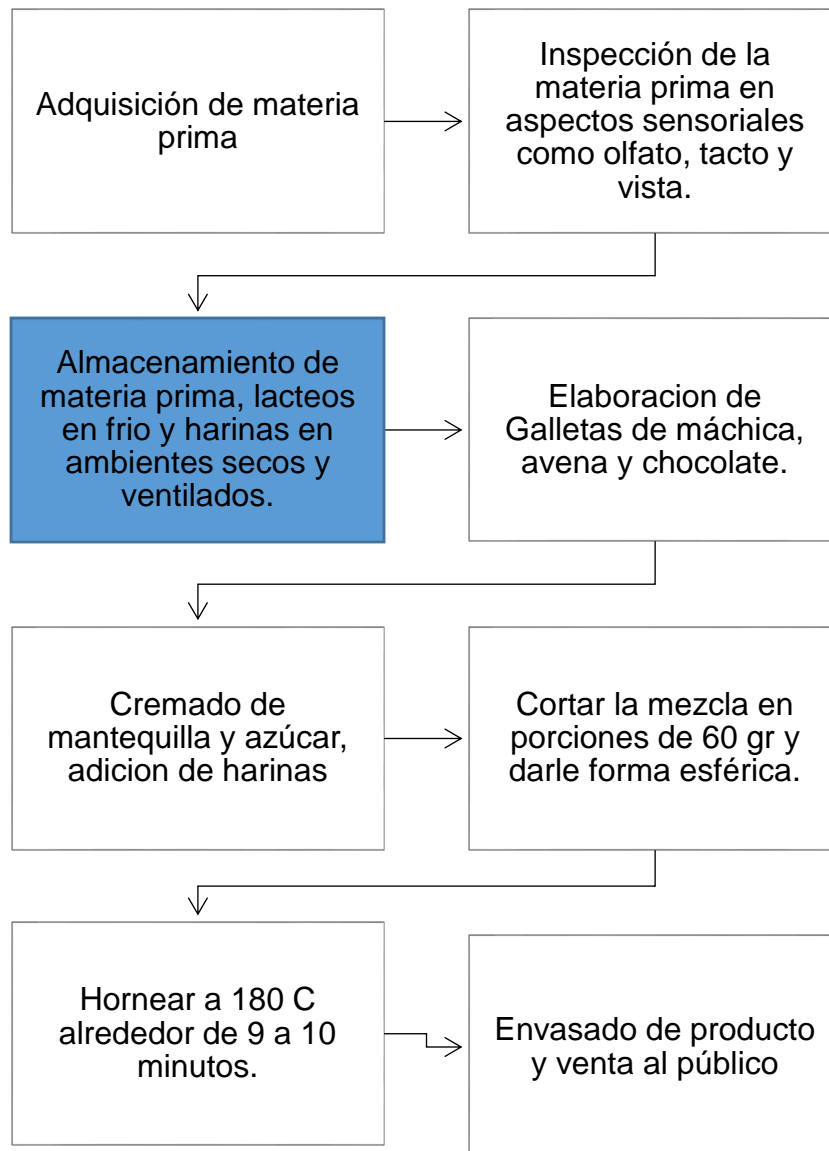 Adquisición de materia
prima
Inspección de la
materia prima en
aspectos sensoriales
como olfato, tacto y
vista.
Almacenamiento de
materia prima, lacteos
en frio y harinas en
ambientes secos y
ventilados.
Elaboracion de
Galletas de máchica,
avena y chocolate.
Cremado de
mantequilla y azúcar,
adicion de harinas
Cortar la mezcla en
porciones de 60 gr y
darle forma esférica.
Hornear a 180 C
alrededor de 9 a 10
minutos.
Envasado de producto
y venta al público